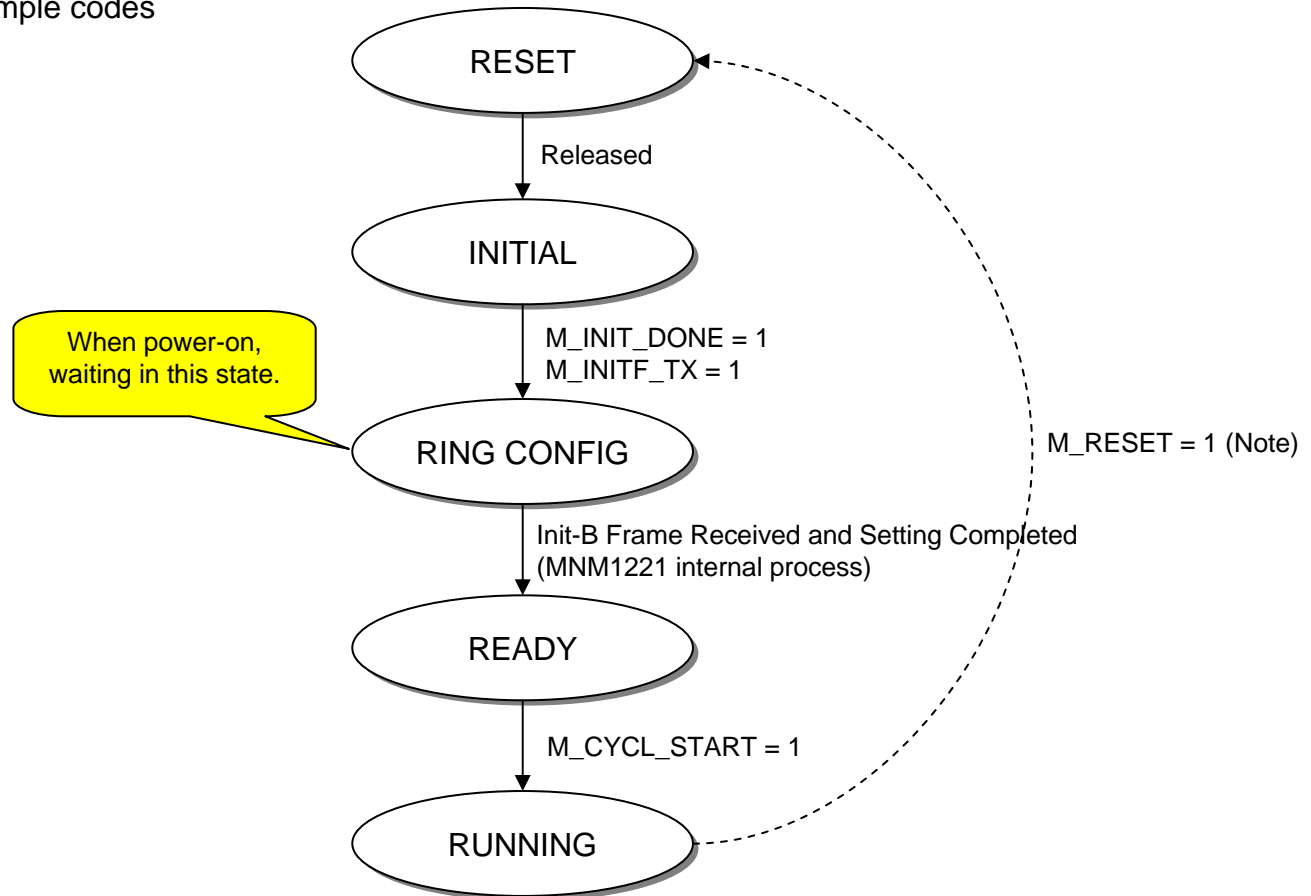 mple codes
RESET
Released
INITIAL
M_INIT_DONE = 1
M_INITF_TX = 1
When power-on,
waiting in this state.
RING CONFIG
M_RESET = 1 (Note)
Init-B Frame Received and Setting Completed
(MNM1221 internal process)
READY
M_CYCL_START = 1
RUNNING